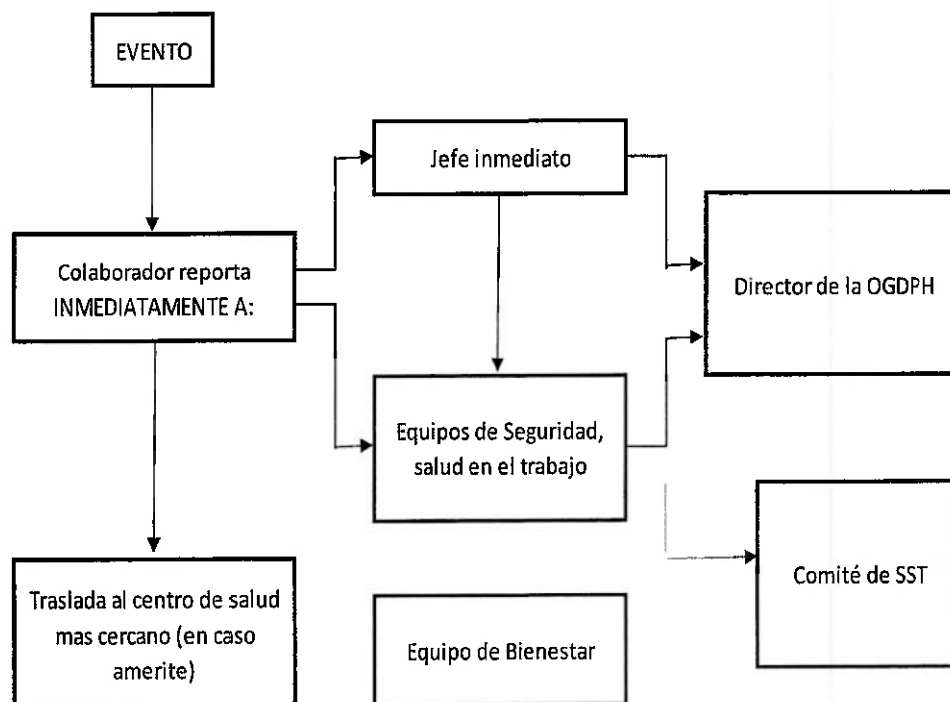 EVENTO
Jefe inmediato
Colaborador reporta
INMEDIATAMENTE A:
Director de la OGDPH
Equipos de Seguridad,
salud en el trabajo
Traslada al centro de salud
mas cercano (en caso
amerite)
Equipo de Bienestar
Comité de SST